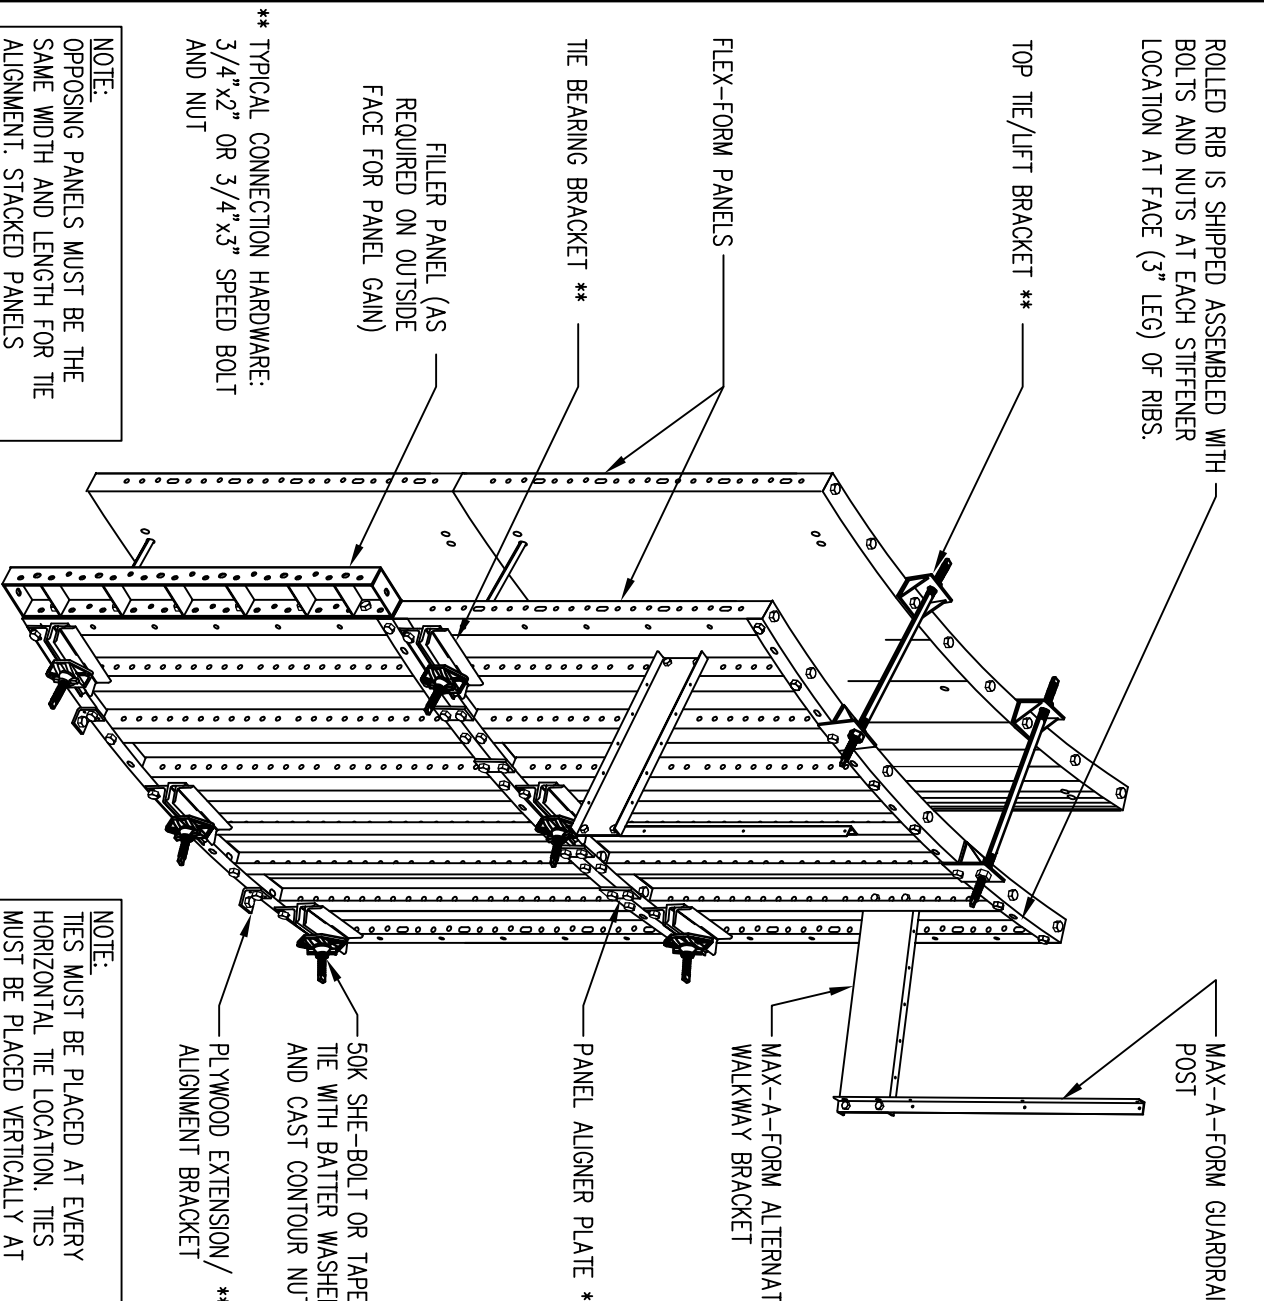 ROLLED RIB IS SHIPPED ASSEMBLED WITH
BOLTS AND NUTS AT EACH STIFFENER
LOCATION AT FACE (3" LEG) OF RIBS.
TOP TIE/LIFT BRACKET **
FLEX-FORM PANELS
TIE BEARING BRACKET **
FILLER PANEL (AS
REQUIRED ON OUTSIDE
FACE FOR PANEL GAIN)
** TYPICAL CONNECTION HARDWARE:
3/4"x2" OR 3/4"x3" SPEED BOLT
AND NUT
NOTE:
OPPOSING PANELS MUST BE THE
SAME WIDTH AND LENGTH FOR TIE
ALIGNMENT. STACKED PANELS
MAX-A-FORM GUARDRAI
POST
MAX-A-FORM ALTERNAT
WALKWAY BRACKET
PANEL ALIGNER PLATE *
50K SHE-BOLT OR TAPE
TIE WITH BATTER WASHE
AND CAST CONTOUR NU
PLYWOOD EXTENSION/ **
ALIGNMENT BRACKET
NOTE:
TIES MUST BE PLACED AT EVERY
HORIZONTAL TIE LOCATION. TIES
MUST BE PLACED VERTICALLY AT